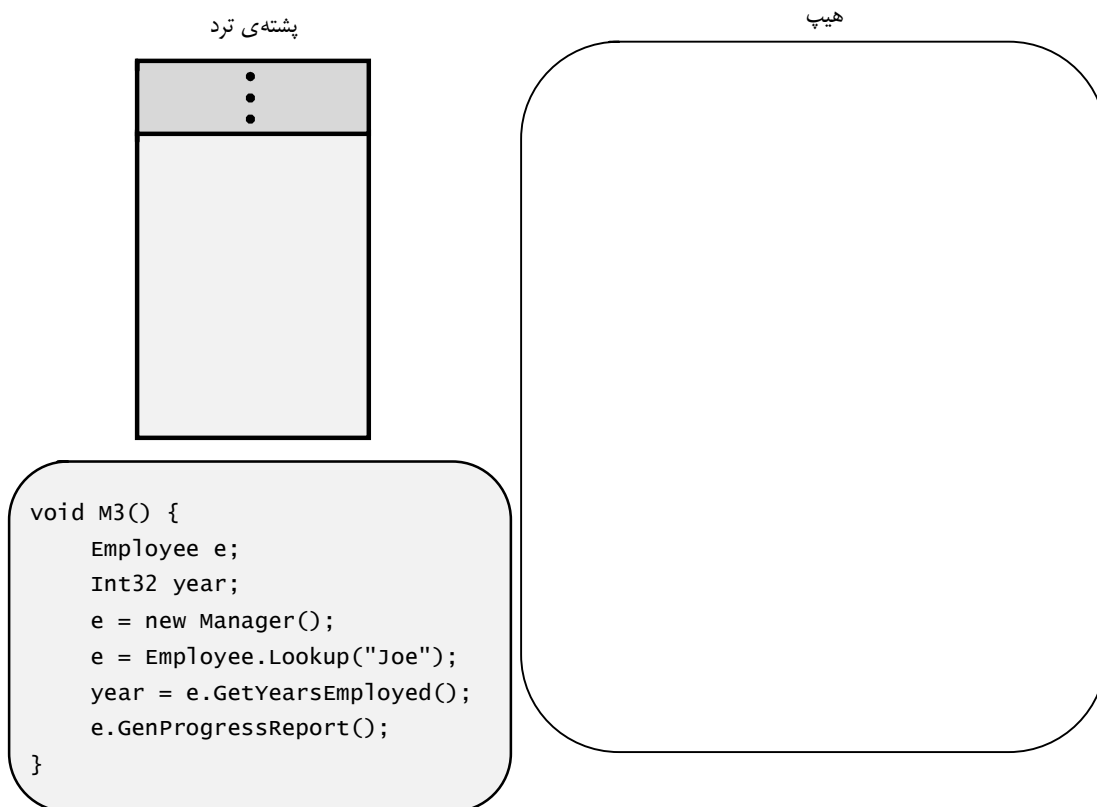 پشته‌ی ترد
هیپ
void M3() {
Employee e;
Int32 year;
e = new Manager();
e = Employee.Lookup("Joe");
year = e.GetYearsEmployed();
e.GenProgressReport();
}